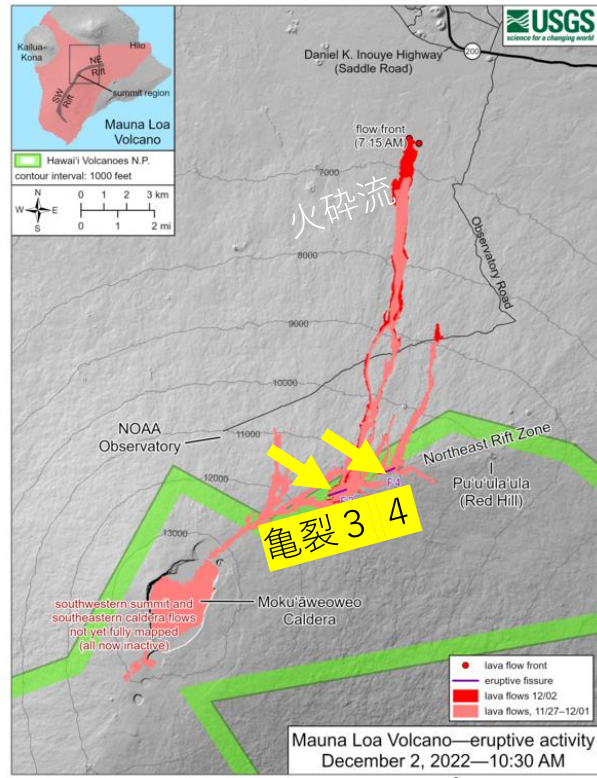 USGS
science for a changing world
Kailua-
Kona
Hilo
NE
Rift
SW
Rift
summit region
Mauna Loa
Volcano
Hawai'i Volcanoes N.P.
contour interval: 1000 feet
N
W E
S
0 1 2 3 km
0 1 2 mi
Daniel K. Inouye Highway
(Saddle Road)
200
flow front
(7:15 AM)
7000
火砕流
Observatory Road
8000
9000
10000
NOAA
Observatory
11000
12000
13000
Northeast Rift Zone
Pu'u'ula'ula
(Red Hill)
F4
亀裂3 4
Moku'āweoweo
Caldera
southwestern summit and
southeastern caldera flows
not yet fully mapped
(all now inactive)
lava flow front
eruptive fissure
lava flows 12/02
lava flows, 11/27–12/01
Mauna Loa Volcano—eruptive activity
December 2, 2022—10:30 AM